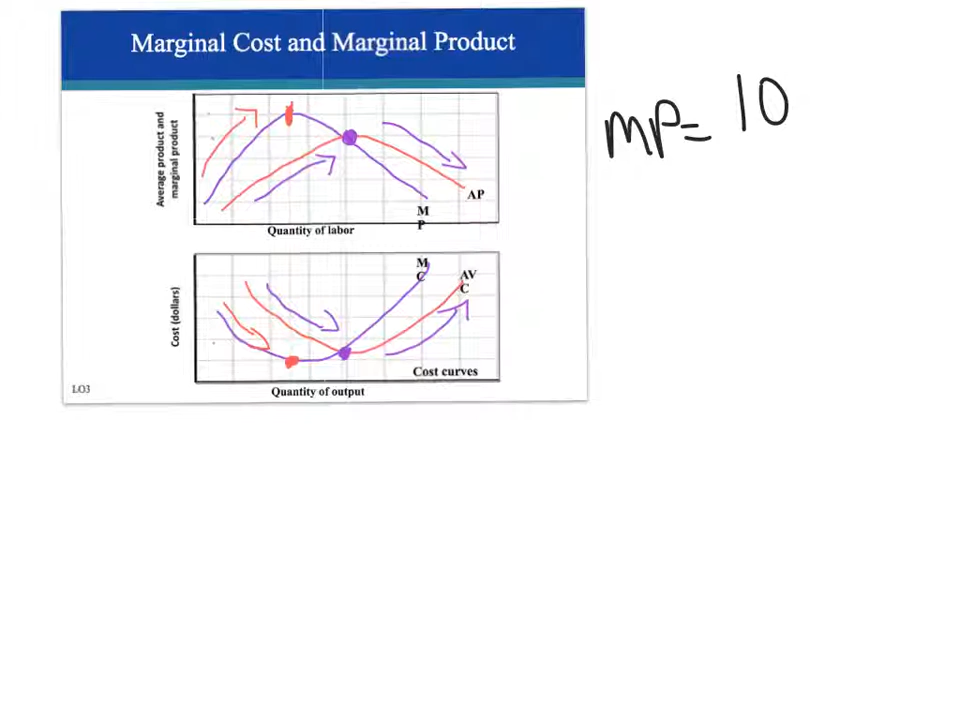 Marginal Cost and Marginal Product
mp= 10
Average product and
marginal product
AP
M
P
Quantity of labor
M
C
AV
C
Cost (dollars)
Cost curves
LO3
Quantity of output